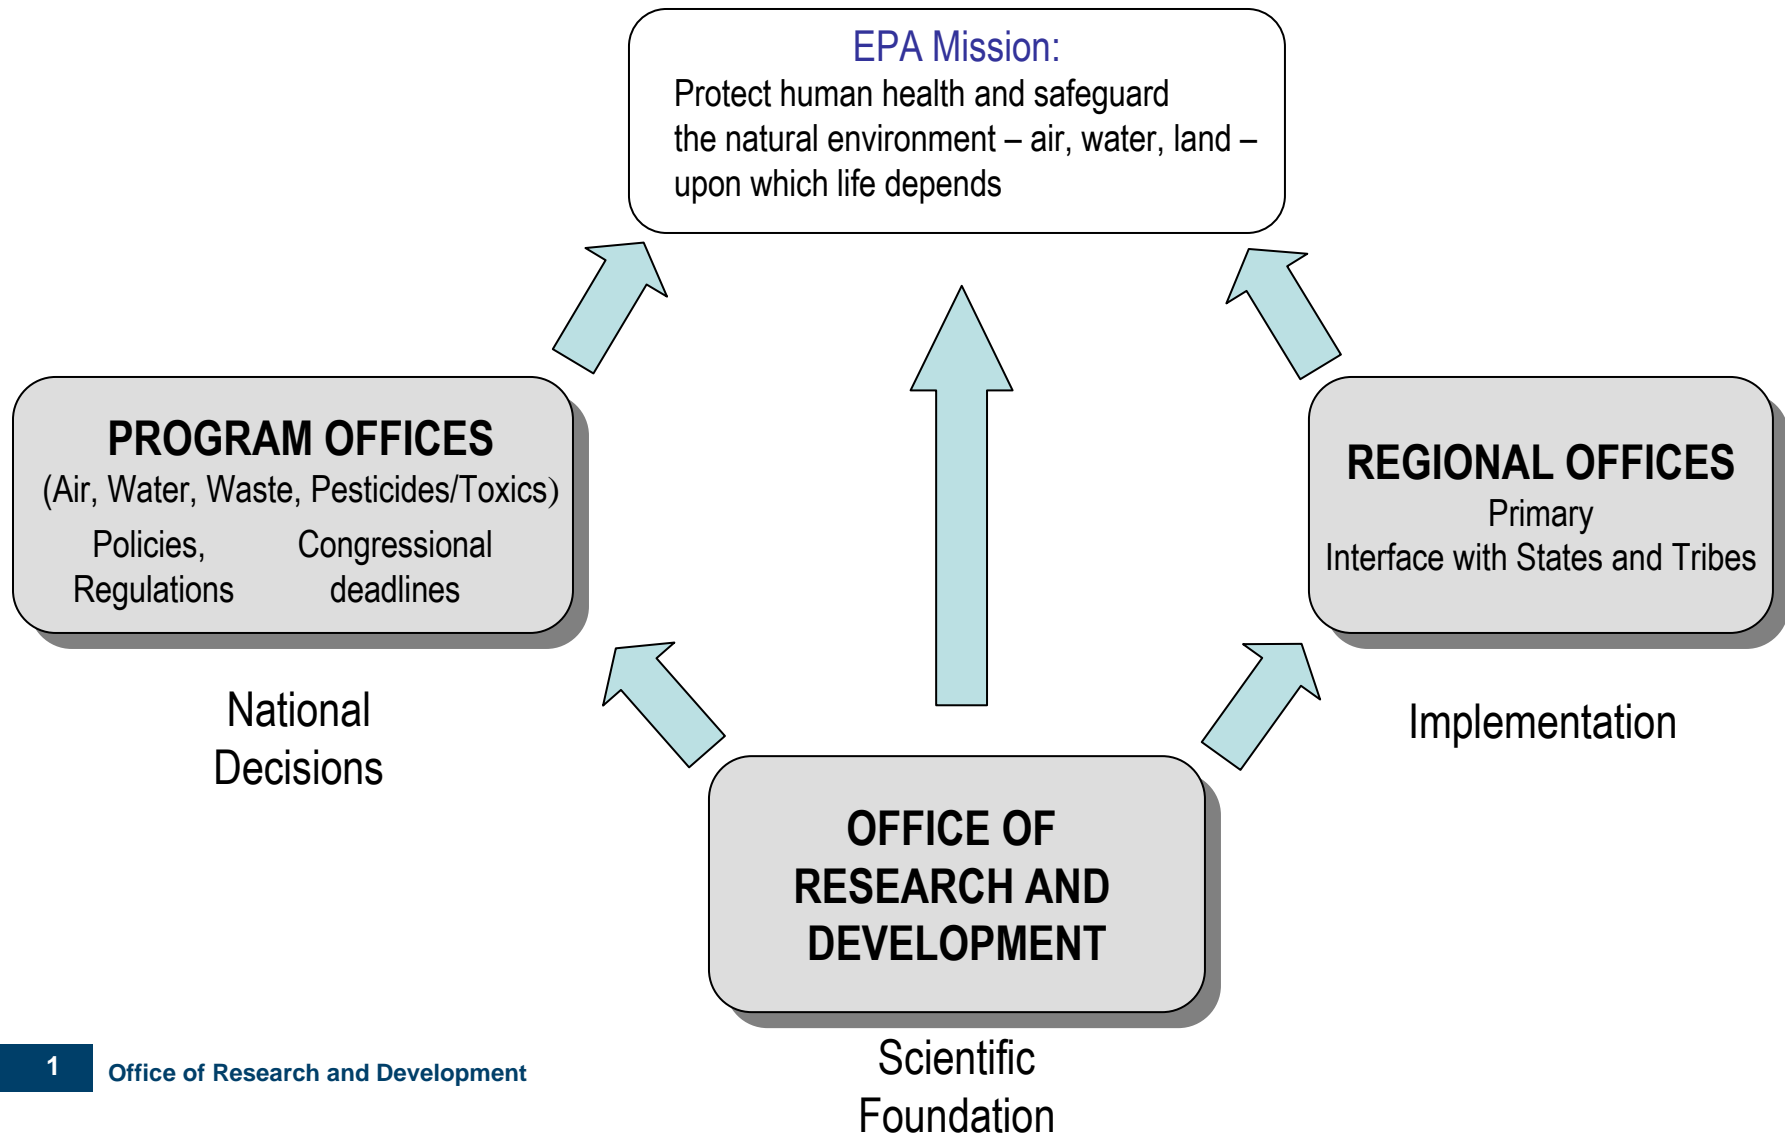 EPA Mission:
Protect human health and safeguard
the natural environment – air, water, land –
upon which life depends
PROGRAM OFFICES
(Air, Water, Waste, Pesticides/Toxics)
Policies,
Regulations
Congressional
deadlines
National
Decisions
REGIONAL OFFICES
Primary
Interface with States and Tribes
Implementation
OFFICE OF
RESEARCH AND
DEVELOPMENT
Scientific
Foundation
1
Office of Research and Development